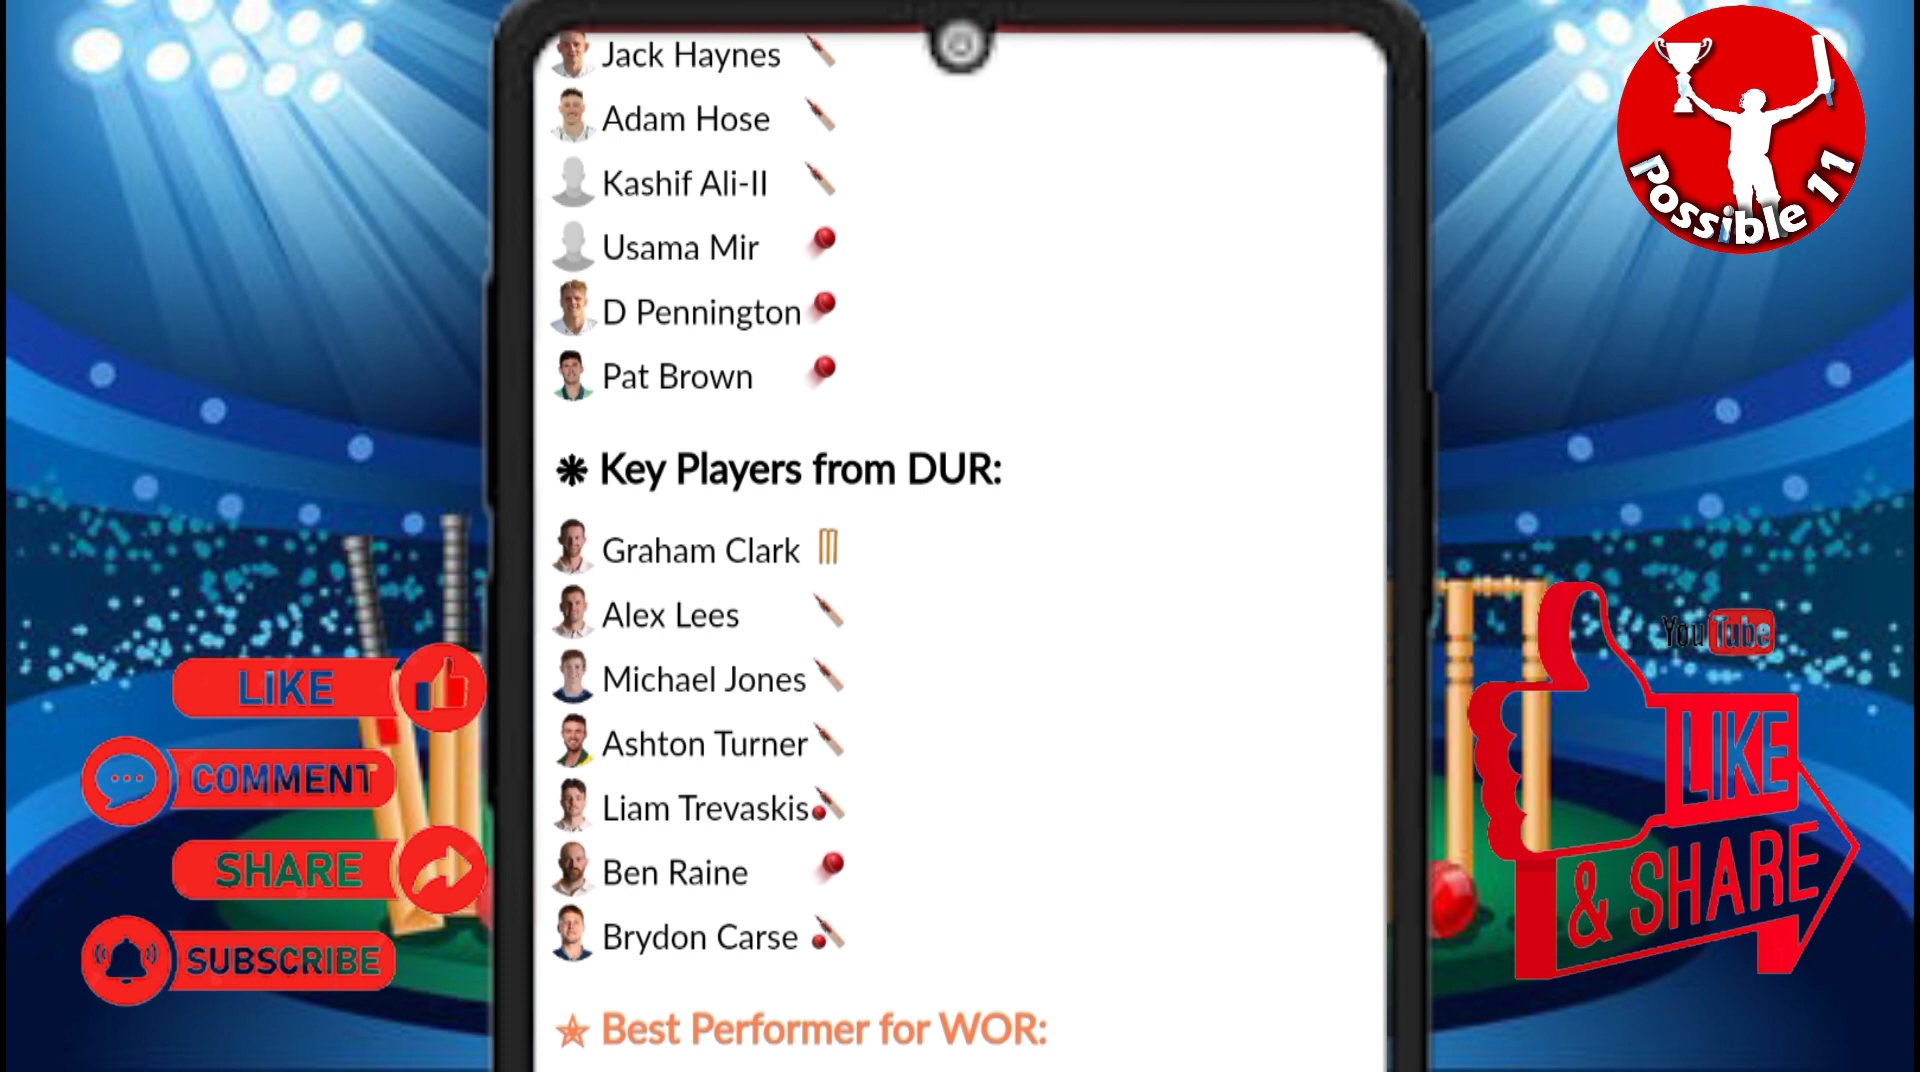 Jack Haynes
Adam Hose
Kashif Ali-II
Usama Mir
D Pennington
Pat Brown
Key Players from DUR:
Graham Clark
Alex Lees
Michael Jones
Ashton Turner
Liam Trevaskis
Ben Raine
Brydon Carse
Best Performer for WOR:
LIKE
COMMENT
SHARE
SUBSCRIBE
Possible 11
YouTube
LIKE
& SHARE